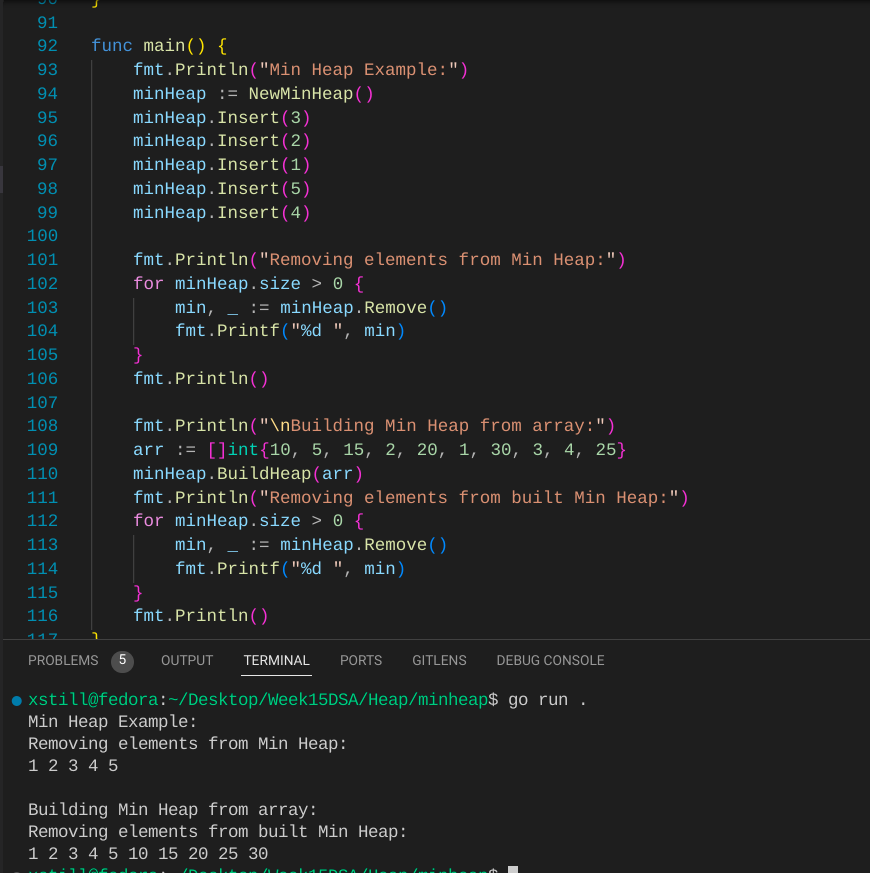 90 }
91
92 func main() {
93 fmt.Println("Min Heap Example:")
94 minHeap := NewMinHeap()
95 minHeap.Insert(3)
96 minHeap.Insert(2)
97 minHeap.Insert(1)
98 minHeap.Insert(5)
99 minHeap.Insert(4)
100
101 fmt.Println("Removing elements from Min Heap:")
102 for minHeap.size > 0 {
103 min, _ := minHeap.Remove()
104 fmt.Printf("%d ", min)
105 }
106 fmt.Println()
107
108 fmt.Println("\nBuilding Min Heap from array:")
109 arr := []int{10, 5, 15, 2, 20, 1, 30, 3, 4, 25}
110 minHeap.BuildHeap(arr)
111 fmt.Println("Removing elements from built Min Heap:")
112 for minHeap.size > 0 {
113 min, _ := minHeap.Remove()
114 fmt.Printf("%d ", min)
115 }
116 fmt.Println()
117 }
PROBLEMS 5 OUTPUT TERMINAL PORTS GITLENS DEBUG CONSOLE
xstill@fedora:~/Desktop/Week15DSA/Heap/minheap$ go run .
Min Heap Example:
Removing elements from Min Heap:
1 2 3 4 5
Building Min Heap from array:
Removing elements from built Min Heap:
1 2 3 4 5 10 15 20 25 30
xstill@fedora:~/Desktop/Week15DSA/Heap/minheap$